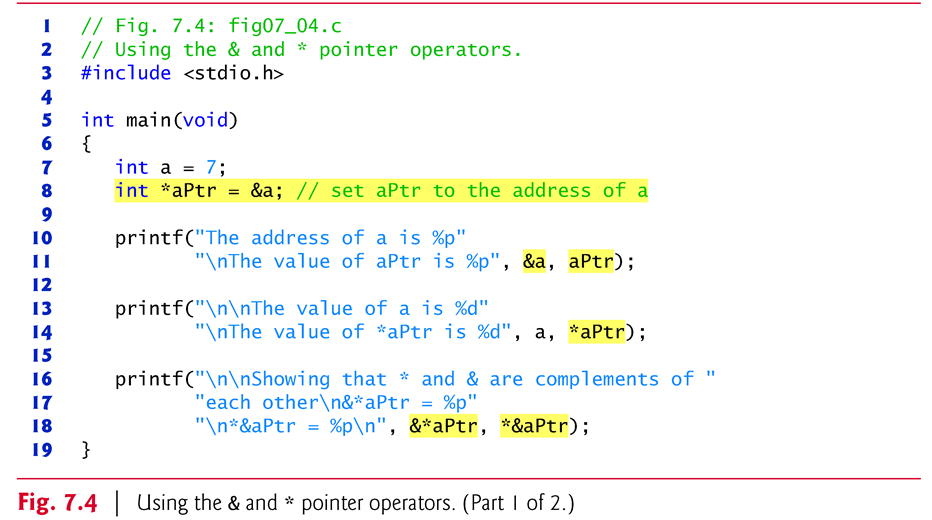 1 // Fig. 7.4: fig07_04.c
2 // Using the & and * pointer operators.
3 #include <stdio.h>
4
5 int main(void)
6 {
7    int a = 7;
8    int *aPtr = &a; // set aPtr to the address of a
9
10    printf("The address of a is %p"
11           "\nThe value of aPtr is %p", &a, aPtr);
12
13    printf("\n\nThe value of a is %d"
14           "\nThe value of *aPtr is %d", a, *aPtr);
15
16    printf("\n\nShowing that * and & are complements of "
17           "each other\n&*aPtr = %p"
18           "\n*&aPtr = %p\n", &*aPtr, *&aPtr);
19 }
Fig. 7.4 | Using the & and * pointer operators. (Part 1 of 2.)